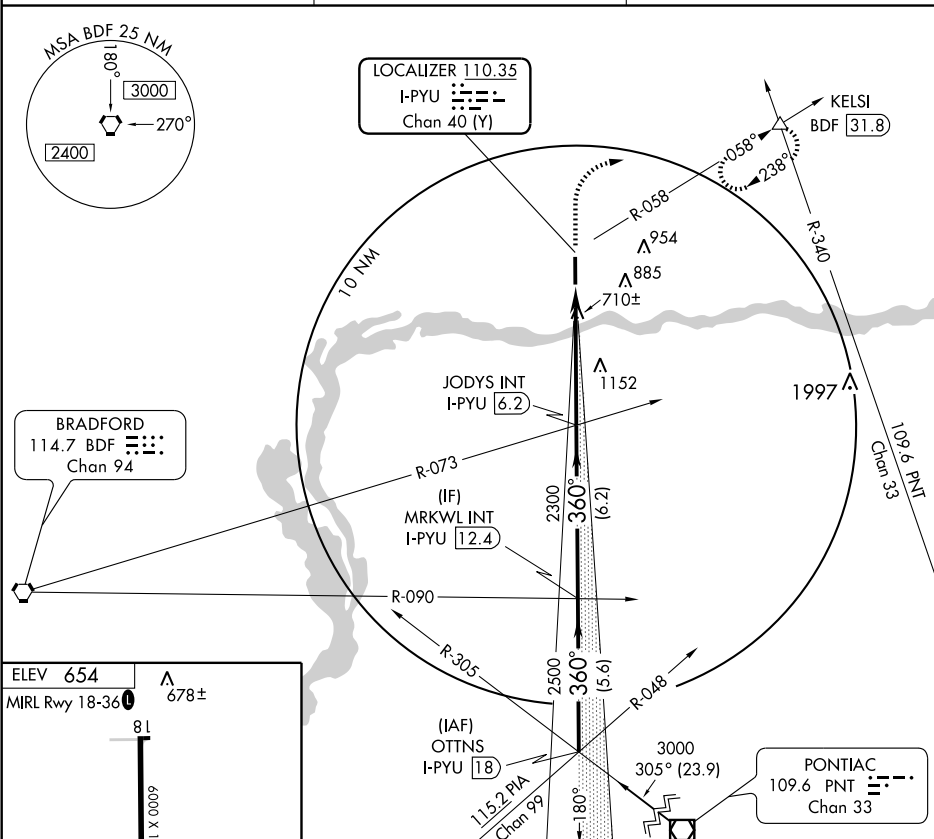 MSA BDF 25 NM
180°
3000
270°
2400
LOCALIZER 110.35
I-PYU
Chan 40 (Y)
KELSI
BDF 31.8
058°
238°
R-058
R-340
10 NM
954
885
710±
1152
1997
JODYS INT
I-PYU 6.2
BRADFORD
114.7 BDF
Chan 94
R-073
109.6 PNT
Chan 33
(IF)
MRKWL INT
I-PYU 12.4
2300
360°
(6.2)
R-090
R-305
2500
360°
(5.6)
R-048
ELEV 654
678±
MIRL Rwy 18-36 L
18
6000 X 1
(IAF)
OTTNS
I-PYU 18
115.2 PIA
Chan 99
180°
3000
305° (23.9)
PONTIAC
109.6 PNT
Chan 33